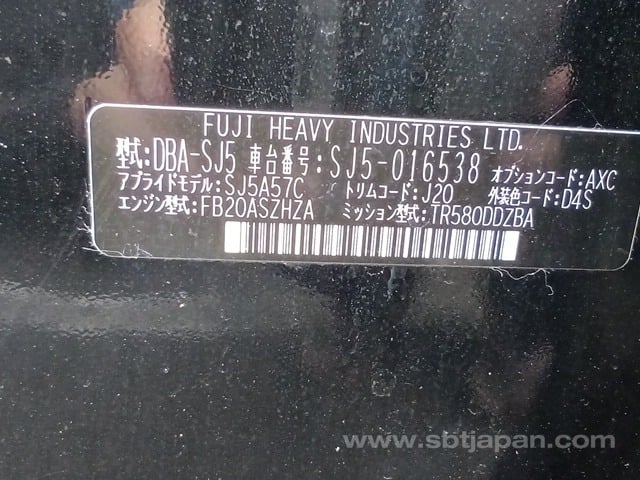 FUJI HEAVY INDUSTRIES LTD.
型式:DBA-SJ5 車台番号:SJ5-016538 オプションコード:AXC
アプライドモデル:SJ5A57C トリムコード:J20 外装色コード:D4S
エンジン型式:FB20ASZHZA ミッション型式:TR580DDZBA
www.sbtjapan.com